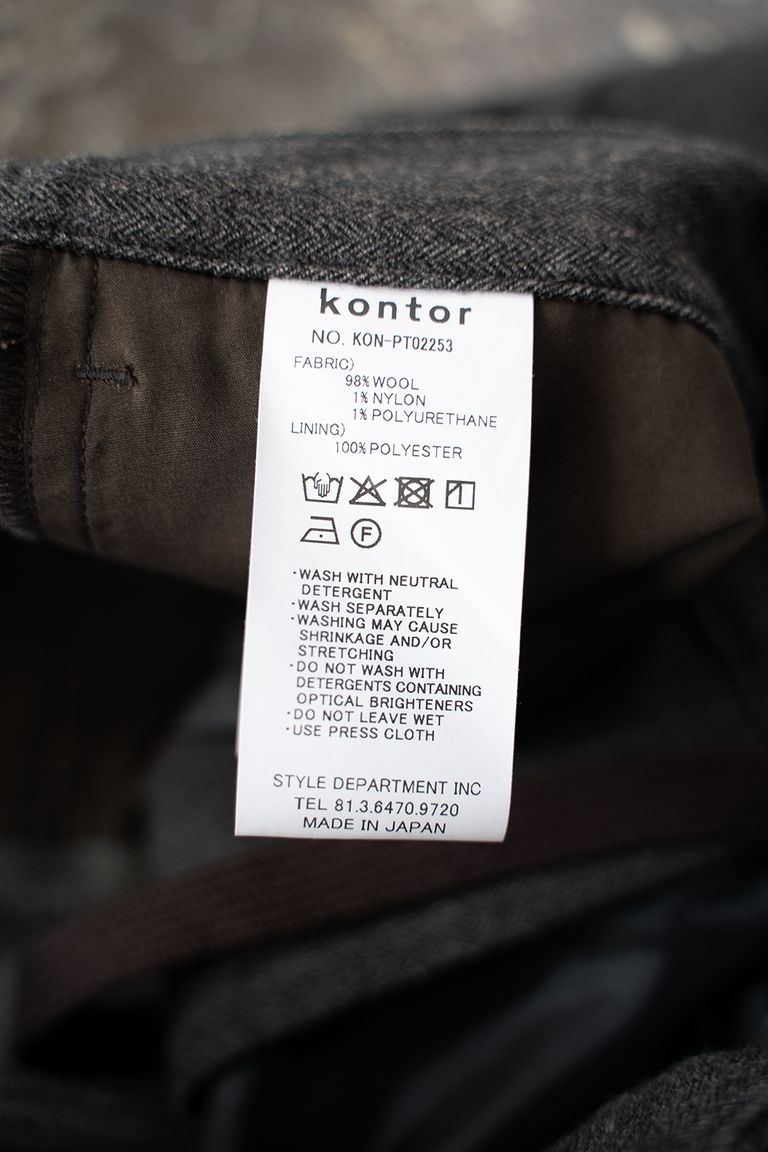 kontor
NO. KON-PT02253
FABRIC)
98% WOOL
1% NYLON
1% POLYURETHANE
LINING)
100% POLYESTER
F
・WASH WITH NEUTRAL
DETERGENT
・WASH SEPARATELY
・WASHING MAY CAUSE
SHRINKAGE AND/OR
STRETCHING
・DO NOT WASH WITH
DETERGENTS CONTAINING
OPTICAL BRIGHTENERS
・DO NOT LEAVE WET
・USE PRESS CLOTH
STYLE DEPARTMENT INC
TEL 81.3.6470.9720
MADE IN JAPAN